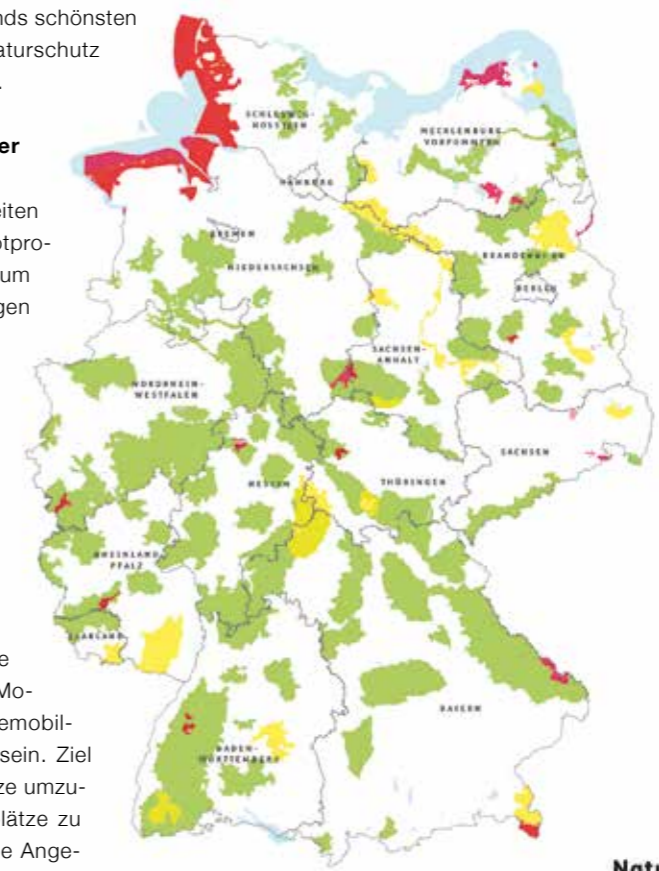 nds schönsten
aturschutz
.
er
eiten
otpro-
um
gen
SCHLESWIG-
HOLSTEIN
MECKLENBURG
VORPOMMERN
HAMBURG
BREMEN
NIEDERSACHSEN
BRANDENBURG
BERLIN
SACHSEN-
ANHALT
NORDRHEIN-
WESTFALEN
SACHSEN
HESSEN
THÜRINGEN
RHEINLAND
PFALZ
SAARLAND
BAYERN
BADEN-
WÜRTTEMBERG
e
Mo-
emobil-
sein. Ziel
ze umzu-
lätze zu
e Ange-
Natu